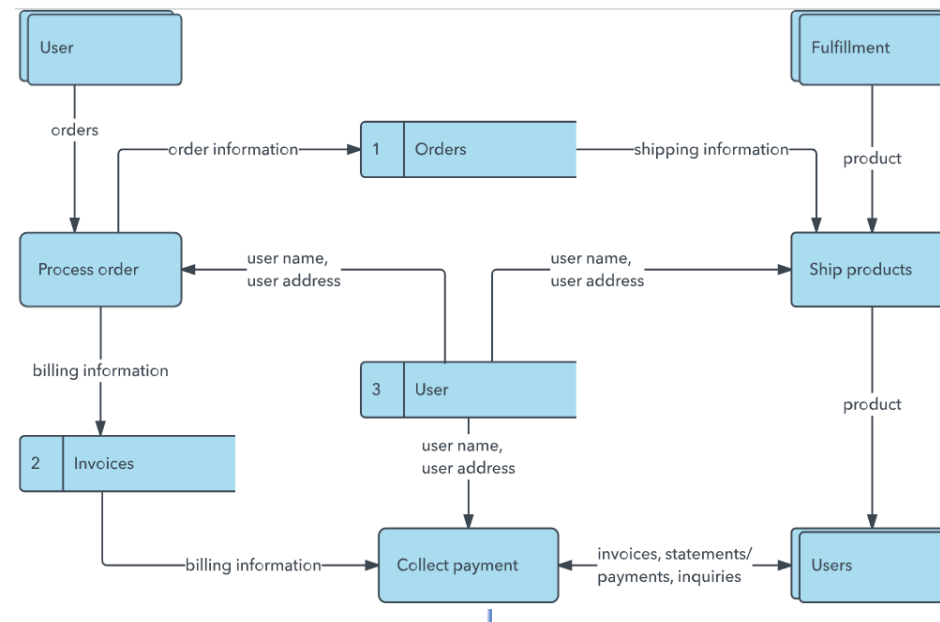 User
Fulfillment
orders
order information
1 Orders
shipping information
product
Process order
user name,
user address
user name,
user address
Ship products
billing information
3 User
product
2 Invoices
user name,
user address
billing information
Collect payment
invoices, statements/
payments, inquiries
Users